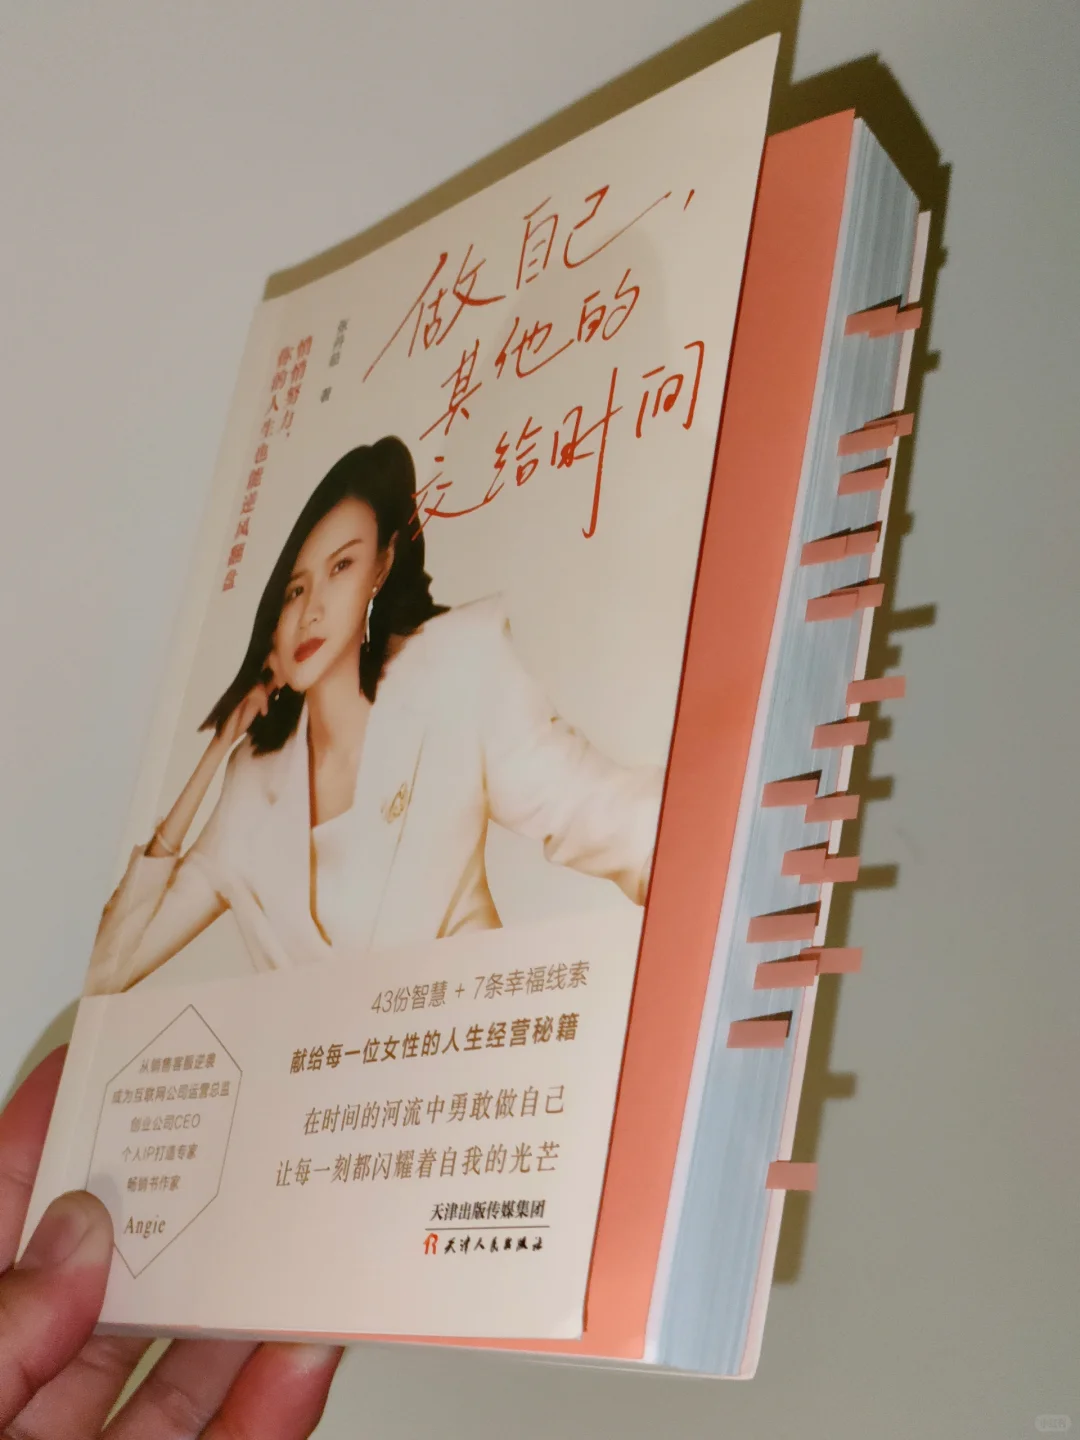 做自己，
其他的
交给时间
张丹茹 著
悄悄努力，
你的人生也能逆风翻盘
43份智慧 + 7条幸福线索
献给每一位女性的人生经营秘籍
在时间的河流中勇敢做自己
让每一刻都闪耀着自我的光芒
从销售客服逆袭
成为互联网公司运营总监
创业公司CEO
个人IP打造专家
畅销书作家
Angie
天津出版传媒集团
天津人民出版社